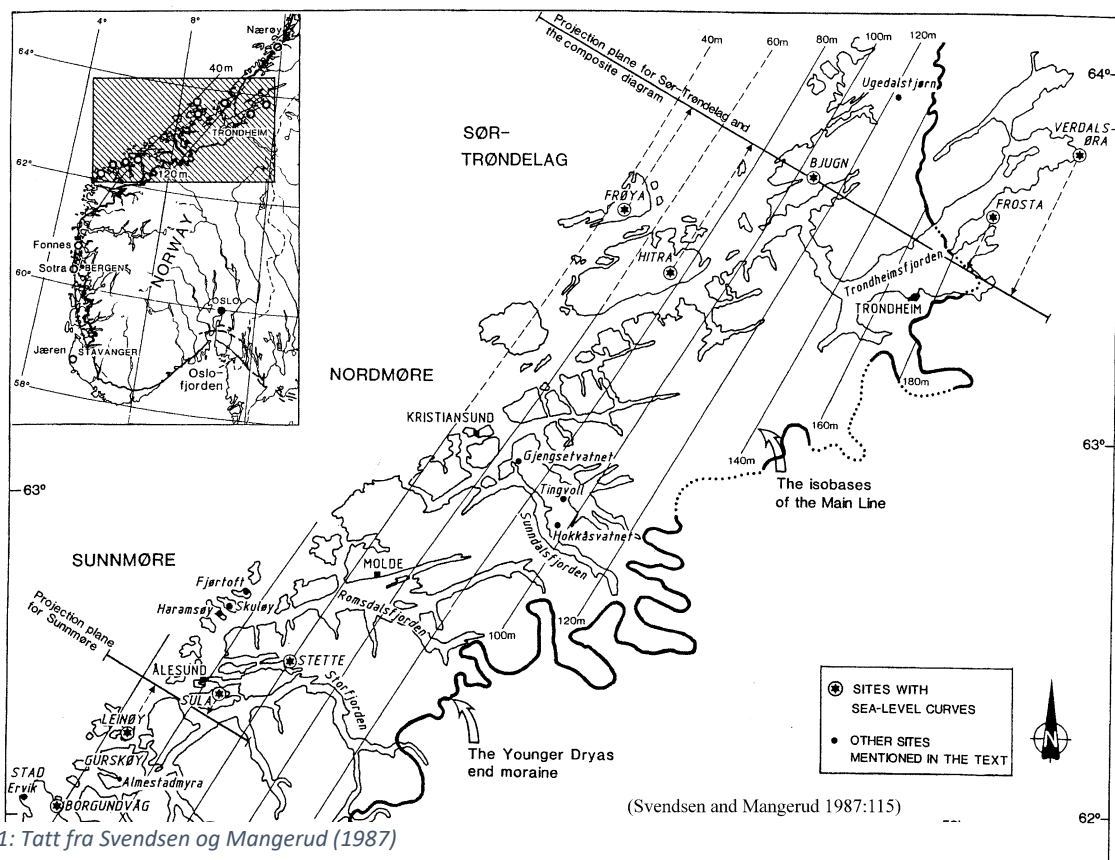 4°
8°
Nærøy
64°
40m
TRONDHEIM
62°
120m
Fonnes
60°
Sotra
BERGEN
NORWAY
OSLO
Jæren
STAVANGER
Oslo-
fjorden
58°
Projection plane for Sør-Trøndelag and
the composite diagram
40m
60m
80m
100m
120m
64°
Ugedalstjørn
SØR-
TRØNDELAG
VERDALS-
ØRA
BJUGN
FRØYA
FROSTA
HITRA
Trondheimsfjorden
TRONDHEIM
NORDMØRE
180m
KRISTIANSUND
160m
140m
63°
Gjengsetvatnet
The isobases
of the Main Line
63°
Tingvoll
Hokkåsvatnet
Sunndalsfjorden
SUNNMØRE
MOLDE
Fjørtoft
Skuløy
Haramsøy
Romsdalsfjorden
120m
100m
Projection plane
for Sunnmøre
STETTE
ÅLESUND
SULA
Storfjorden
LEINØY
SITES WITH
SEA-LEVEL CURVES
OTHER SITES
MENTIONED IN THE TEXT
N
GURSKØY
The Younger Dryas
end moraine
STAD
Ervik
Almestadmyra
BORGUNDVÅG
(Svendsen and Mangerud 1987:115)
62°
1: Tatt fra Svendsen og Mangerud (1987)